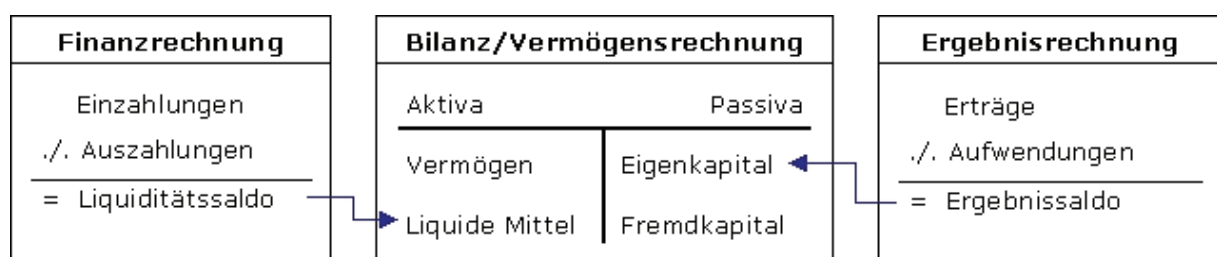 Finanzrechnung
Einzahlungen
./. Auszahlungen
= Liquiditätssaldo
Bilanz/Vermögensrechnung
Aktiva Passiva
Vermögen Eigenkapital
Liquide Mittel Fremdkapital
Ergebnisrechnung
Erträge
./. Aufwendungen
= Ergebnissaldo